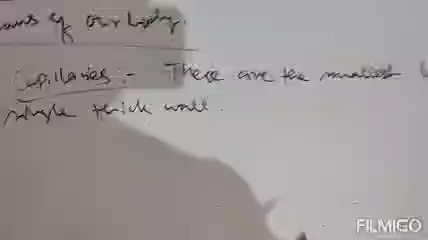 of our body.
Capillaries :- These are the smallest
single thick wall.
FILMIGO